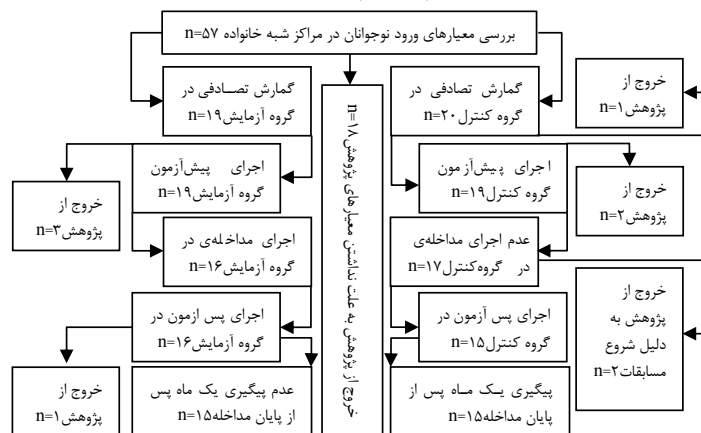 بررسی معیارهای ورود نوجوانان در مراکز شبه خانواده n=۵۷
گمارش تصادفی در
گروه کنترل n=۲۰
گمارش تصادفی در
گروه آزمایش n=۱۹
خروج از
پژوهش n=۱
خروج از پژوهش به علت نداشتن معیارهای پژوهش n=۱۸
اجرای پیش‌آزمون
گروه کنترل n=۱۹
اجرای پیش‌آزمون
گروه آزمایش n=۱۹
خروج از
پژوهش
n=۲
خروج از
پژوهش n=۳
عدم اجرای مداخله‌ی
در گروه‌کنترل n=۱۷
اجرای مداخله‌ی در
گروه آزمایش n=۱۶
خروج از
پژوهش به
دلیل شروع
مسابقات n=۲
اجرای پس آزمون در
گروه کنترل n=۱۵
اجرای پس ازمون در
گروه آزمایش n=۱۶
پیگیری یک ماه پس از
پایان مداخله n=۱۵
عدم پیگیری یک ماه پس
از پایان مداخله n=۱۵
خروج از
پژوهش n=۱